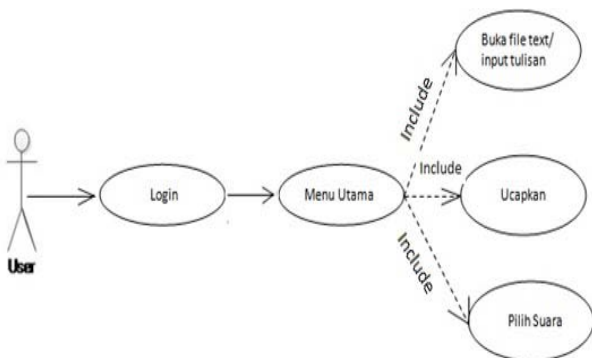 Buka file text/
input tulisan
Include
Include
Login
Menu Utama
Ucapkan
Include
User
Pilih Suara